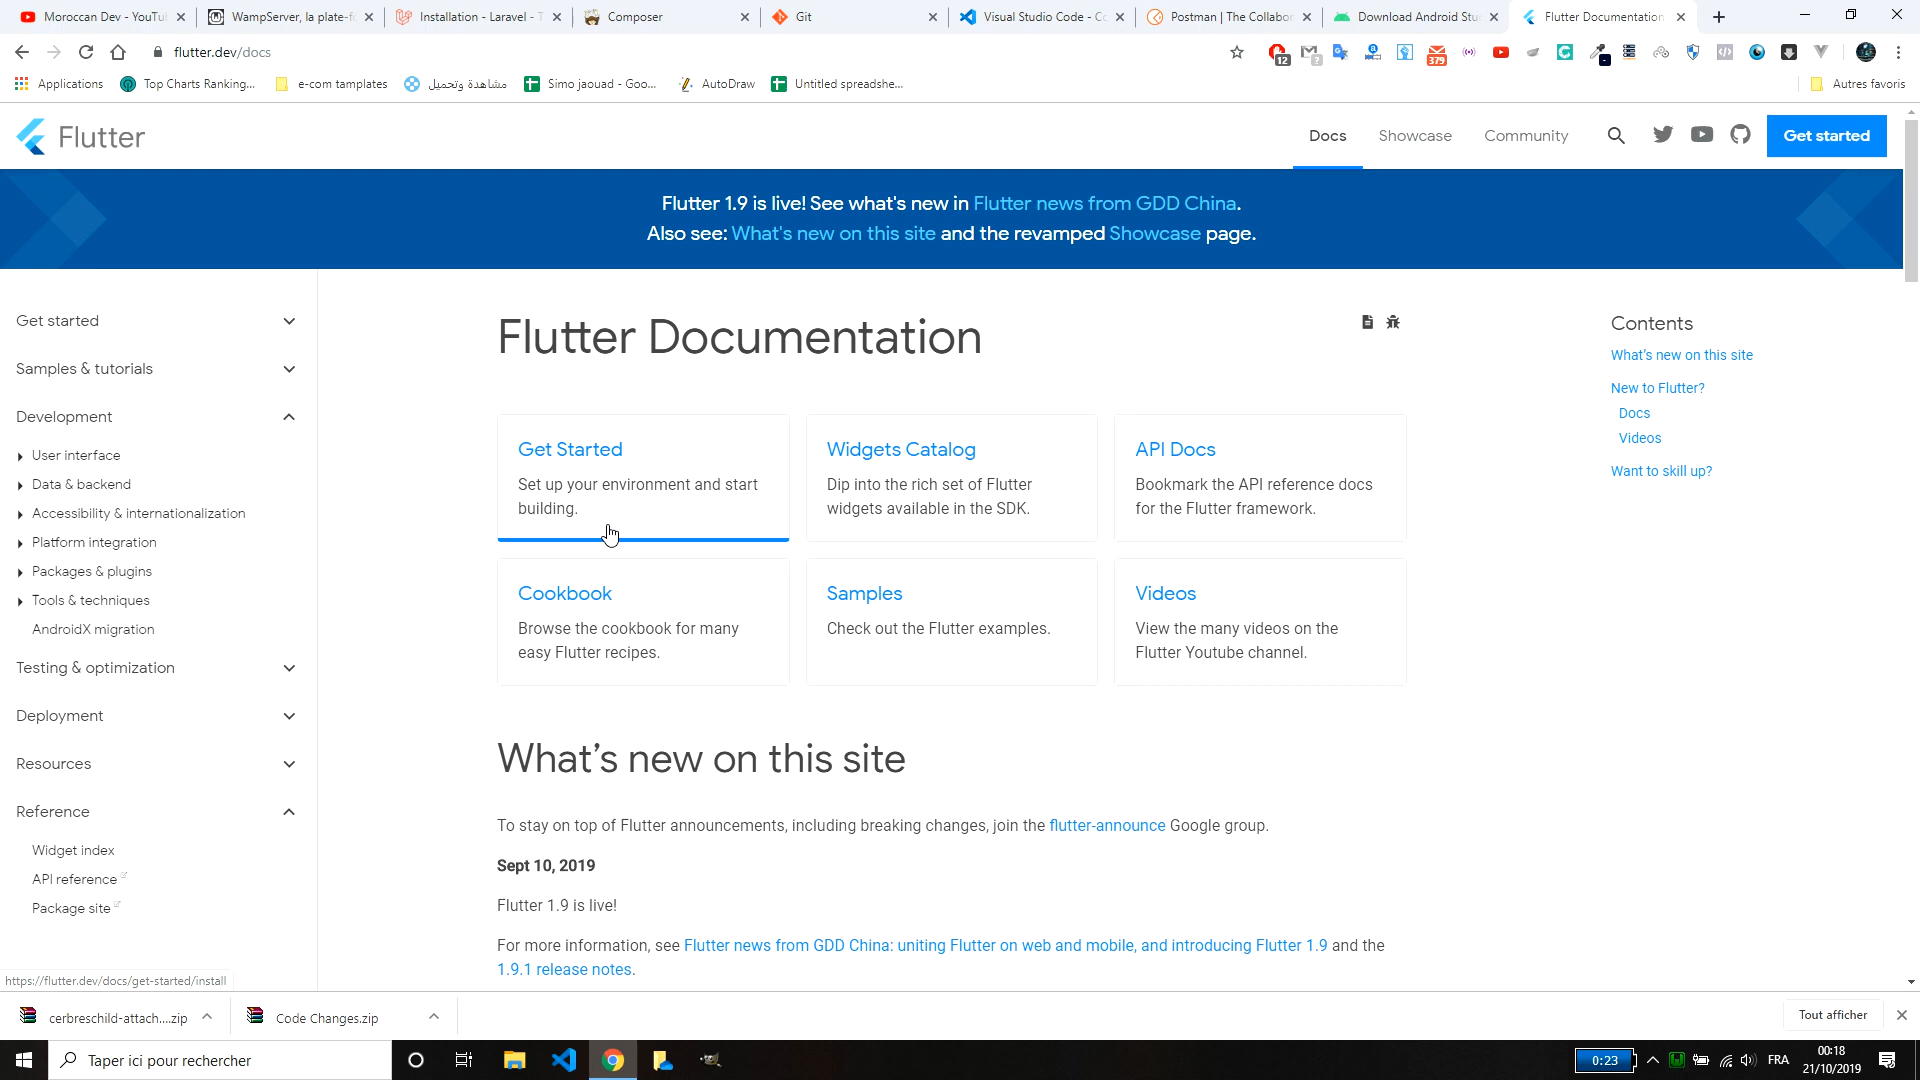 Moroccan Dev - YouTu
WampServer, la plate-fo
Installation - Laravel - T
Composer
Git
Visual Studio Code - Co
Postman | The Collabor
Download Android Stu
Flutter Documentation
flutter.dev/docs
12
?
379
Applications
Top Charts Ranking...
e-com tamplates
مشاهدة وتحميل
Simo jaouad - Goo...
AutoDraw
Untitled spreadshe...
Autres favoris
Flutter
Docs
Showcase
Community
Get started
Flutter 1.9 is live! See what's new in Flutter news from GDD China.
Also see: What's new on this site and the revamped Showcase page.
Get started
Samples & tutorials
Development
User interface
Data & backend
Accessibility & internationalization
Platform integration
Packages & plugins
Tools & techniques
AndroidX migration
Testing & optimization
Deployment
Resources
Reference
Widget index
API reference
Package site
Flutter Documentation
Get Started
Set up your environment and start
building.
Widgets Catalog
Dip into the rich set of Flutter
widgets available in the SDK.
API Docs
Bookmark the API reference docs
for the Flutter framework.
Cookbook
Browse the cookbook for many
easy Flutter recipes.
Samples
Check out the Flutter examples.
Videos
View the many videos on the
Flutter Youtube channel.
What's new on this site
To stay on top of Flutter announcements, including breaking changes, join the flutter-announce Google group.
Sept 10, 2019
Flutter 1.9 is live!
For more information, see Flutter news from GDD China: uniting Flutter on web and mobile, and introducing Flutter 1.9 and the
1.9.1 release notes.
Contents
What's new on this site
New to Flutter?
Docs
Videos
Want to skill up?
https://flutter.dev/docs/get-started/install
cerbreschild-attach....zip
Code Changes.zip
Tout afficher
Taper ici pour rechercher
0:23
FRA
00:18
21/10/2019